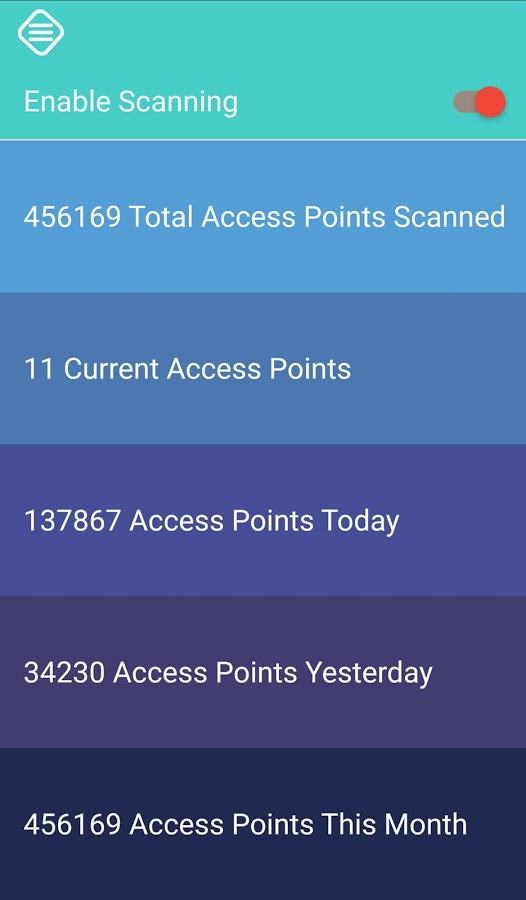 Enable Scanning
456169 Total Access Points Scanned
11 Current Access Points
137867 Access Points Today
34230 Access Points Yesterday
456169 Access Points This Month